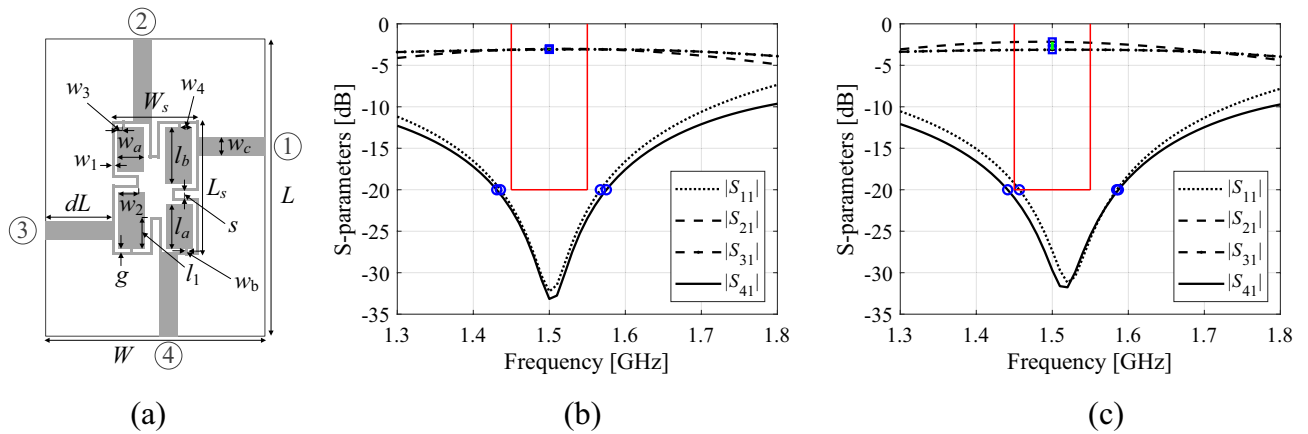 ②
w3
w4
Ws
wa
①
wc
w1
lb
L
Ls
dL
w2
③
la
s
g
l1
wb
W
④
(a)
S-parameters [dB]
0
-5
-10
-15
-20
-25
-30
-35
|S11|
|S21|
|S31|
|S41|
1.3 1.4 1.5 1.6 1.7 1.8
Frequency [GHz]
(b)
S-parameters [dB]
0
-5
-10
-15
-20
-25
-30
-35
|S11|
|S21|
|S31|
|S41|
1.3 1.4 1.5 1.6 1.7 1.8
Frequency [GHz]
(c)